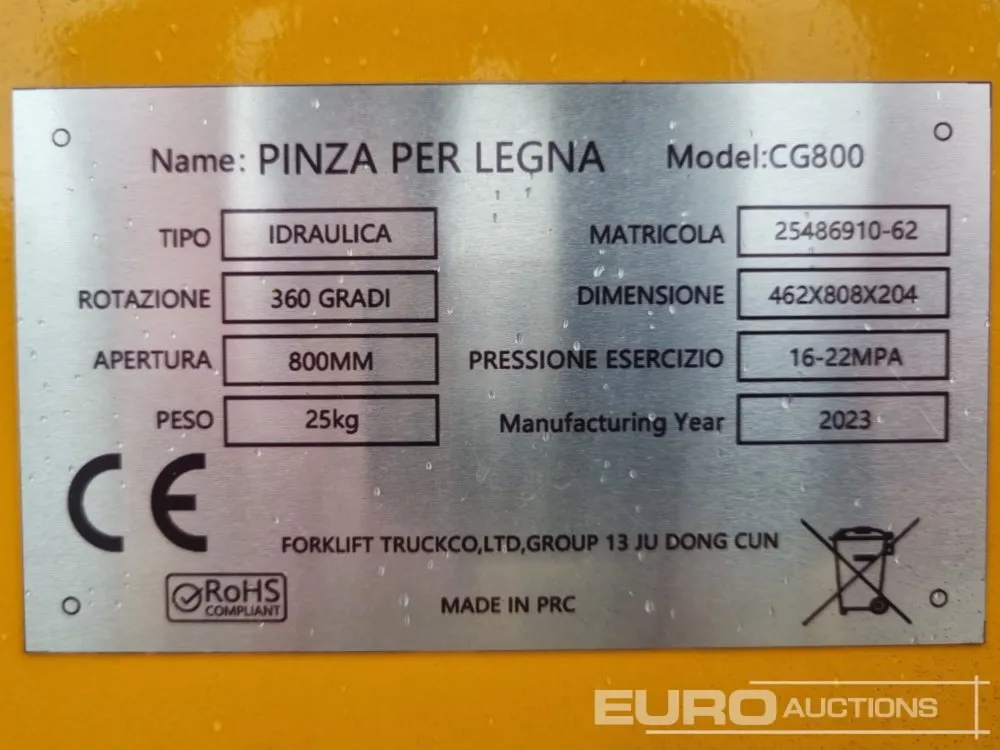 Name: PINZA PER LEGNA Model:CG800
TIPO IDRAULICA MATRICOLA 25486910-62
ROTAZIONE 360 GRADI DIMENSIONE 462X808X204
APERTURA 800MM PRESSIONE ESERCIZIO 16-22MPA
PESO 25kg Manufacturing Year 2023
CE
FORKLIFT TRUCKCO,LTD,GROUP 13 JU DONG CUN
RoHS
COMPLIANT
MADE IN PRC
EURO AUCTIONS